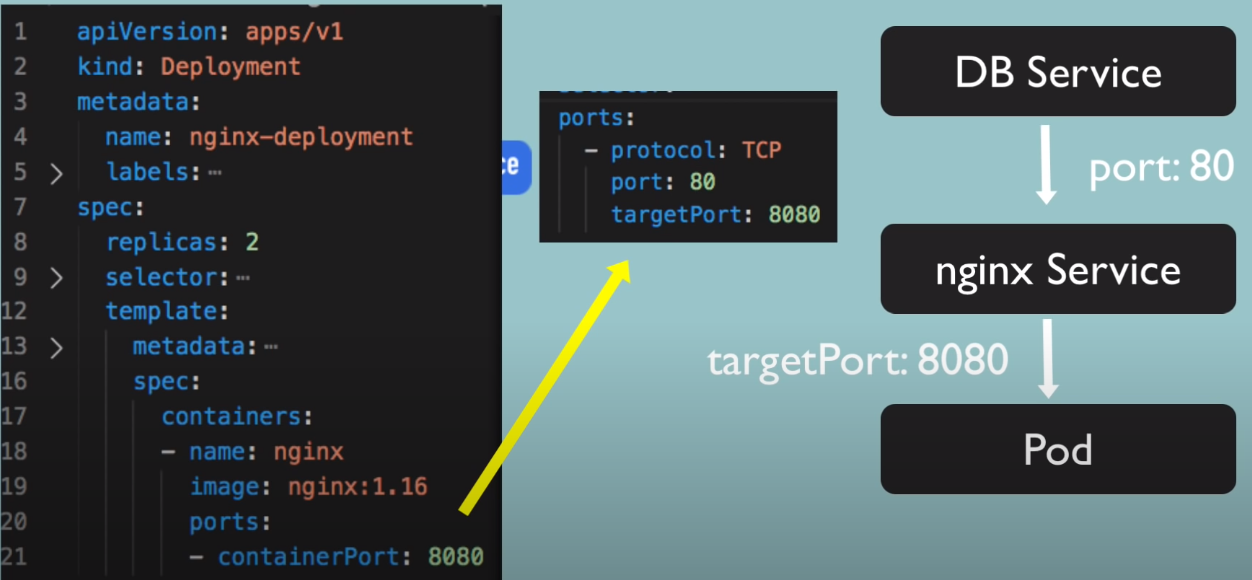 1 apiVersion: apps/v1
2 kind: Deployment
3 metadata:
4 name: nginx-deployment
5 > labels: ⋯
7 spec:
8 replicas: 2
9 > selector: ⋯
12 template:
13 > metadata: ⋯
16 spec:
17 containers:
18 - name: nginx
19 image: nginx:1.16
20 ports:
21 - containerPort: 8080
ports:
- protocol: TCP
port: 80
targetPort: 8080
DB Service
port: 80
nginx Service
targetPort: 8080
Pod